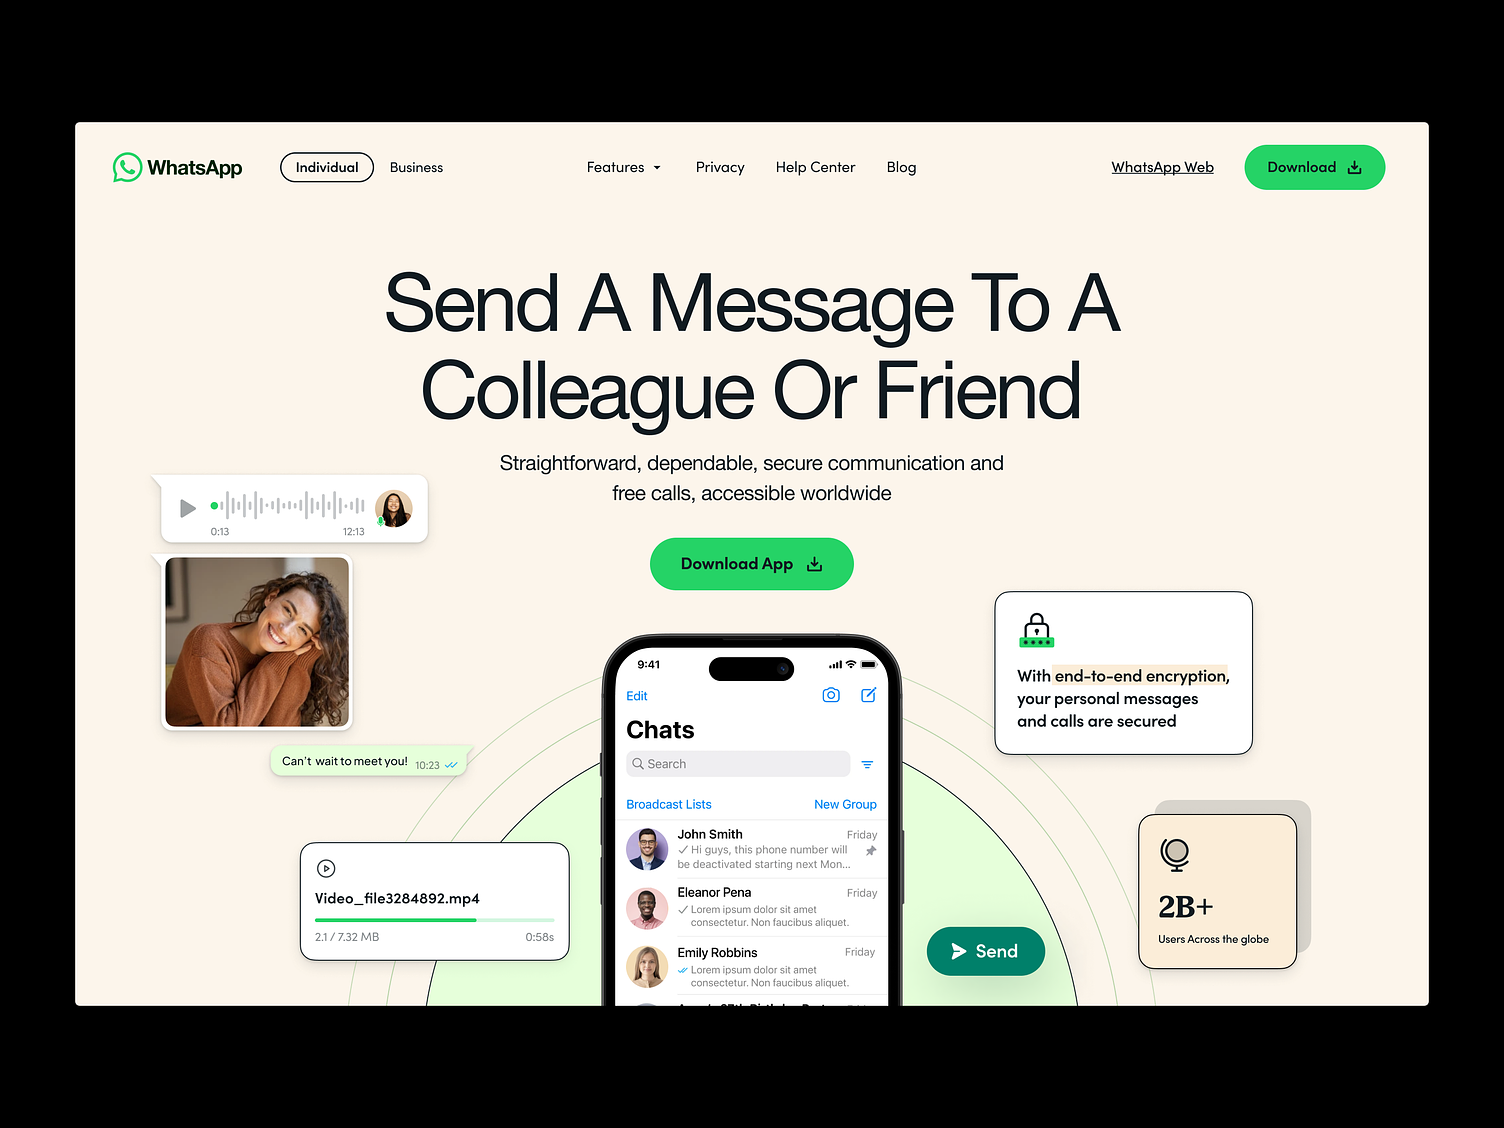 WhatsApp
Individual
Business
Features
Privacy
Help Center
Blog
WhatsApp Web
Download
Send A Message To A
Colleague Or Friend
Straightforward, dependable, secure communication and
free calls, accessible worldwide
Download App
0:13
12:13
Can't wait to meet you!
10:23
Video_file3284892.mp4
2.1 / 7.32 MB
0:58s
9:41
Edit
Chats
Search
Broadcast Lists
New Group
John Smith
Friday
Hi guys, this phone number will
be deactivated starting next Mon...
Eleanor Pena
Friday
Lorem ipsum dolor sit amet
consectetur. Non faucibus aliquet.
Emily Robbins
Friday
Lorem ipsum dolor sit amet
consectetur. Non faucibus aliquet.
With end-to-end encryption,
your personal messages
and calls are secured
Send
2B+
Users Across the globe